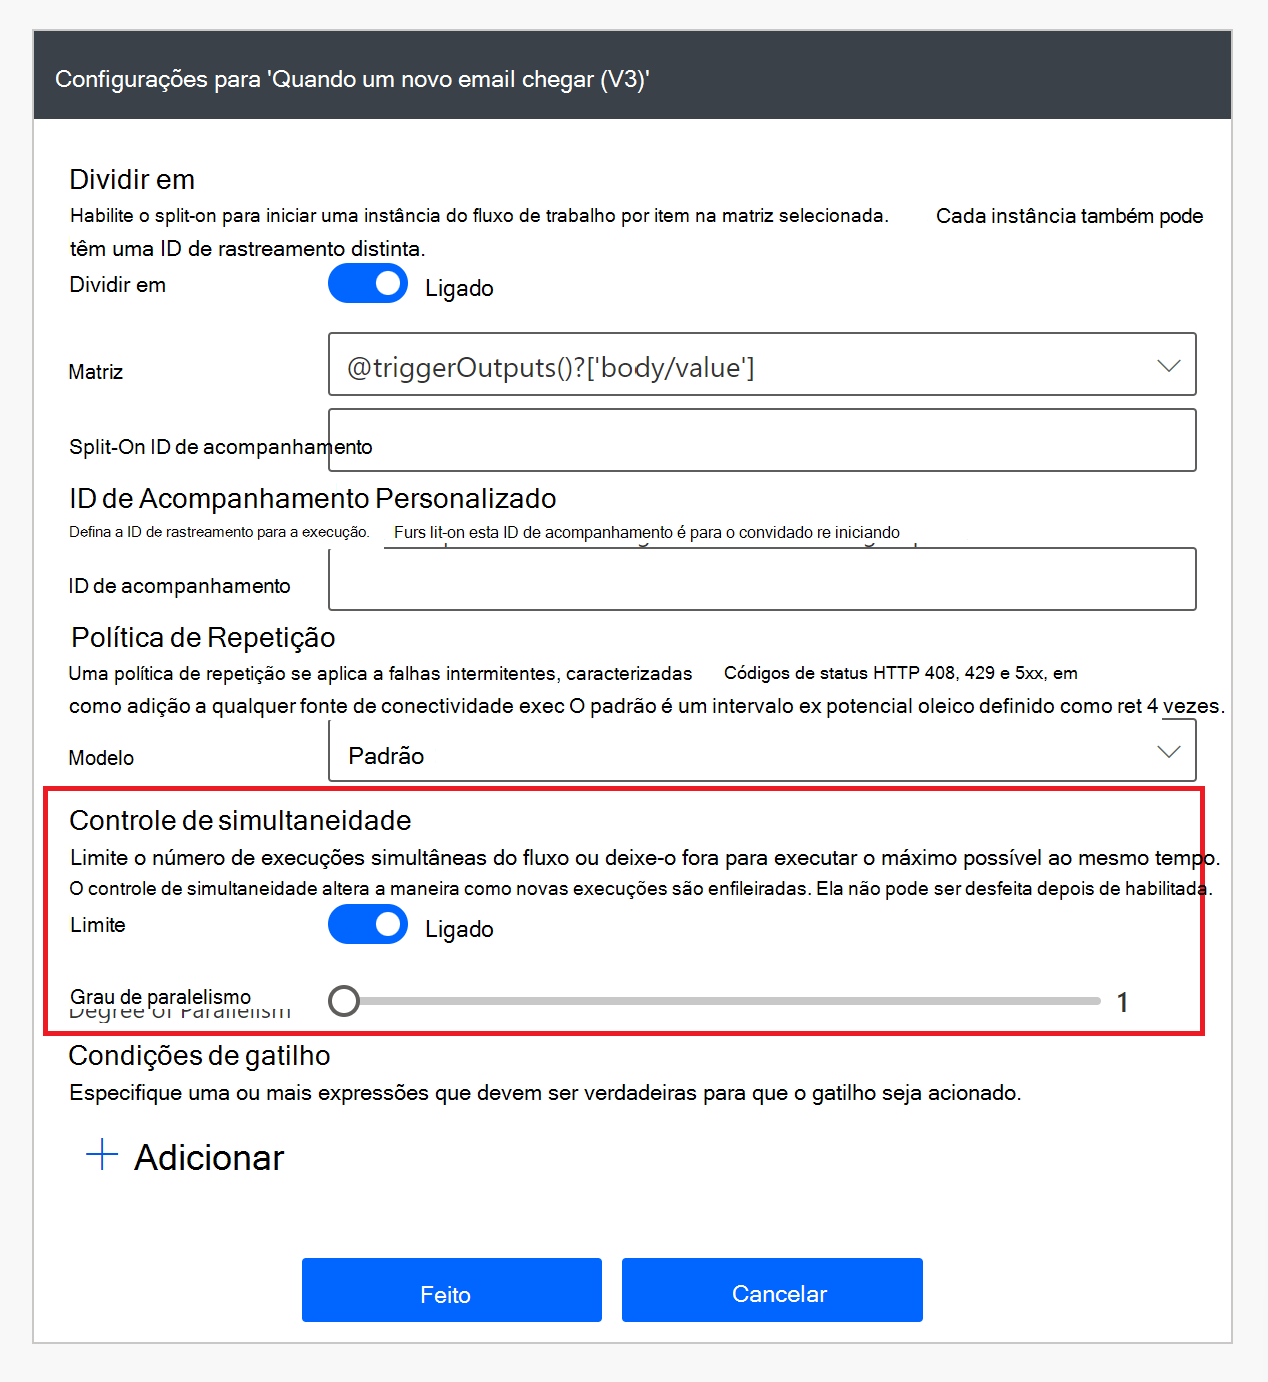 Configurações para 'Quando um novo email chegar (V3)'
Dividir em
Habilite o split-on para iniciar uma instância do fluxo de trabalho por item na matriz selecionada. Cada instância também pode
têm uma ID de rastreamento distinta.
Dividir em Ligado
Matriz @triggerOutputs()?['body/value']
Split-On ID de acompanhamento
ID de Acompanhamento Personalizado
Defina a ID de rastreamento para a execução. Furs lit-on esta ID de acompanhamento é para o convidado re iniciando
ID de acompanhamento
Política de Repetição
Uma política de repetição se aplica a falhas intermitentes, caracterizadas Códigos de status HTTP 408, 429 e 5xx, em
como adição a qualquer fonte de conectividade exec O padrão é um intervalo ex potencial oleico definido como ret 4 vezes.
Modelo Padrão
Controle de simultaneidade
Limite o número de execuções simultâneas do fluxo ou deixe-o fora para executar o máximo possível ao mesmo tempo.
O controle de simultaneidade altera a maneira como novas execuções são enfileiradas. Ela não pode ser desfeita depois de habilitada.
Limite Ligado
Grau de paralelismo 1
Degree of Parallelism
Condições de gatilho
Especifique uma ou mais expressões que devem ser verdadeiras para que o gatilho seja acionado.
Adicionar
Feito Cancelar